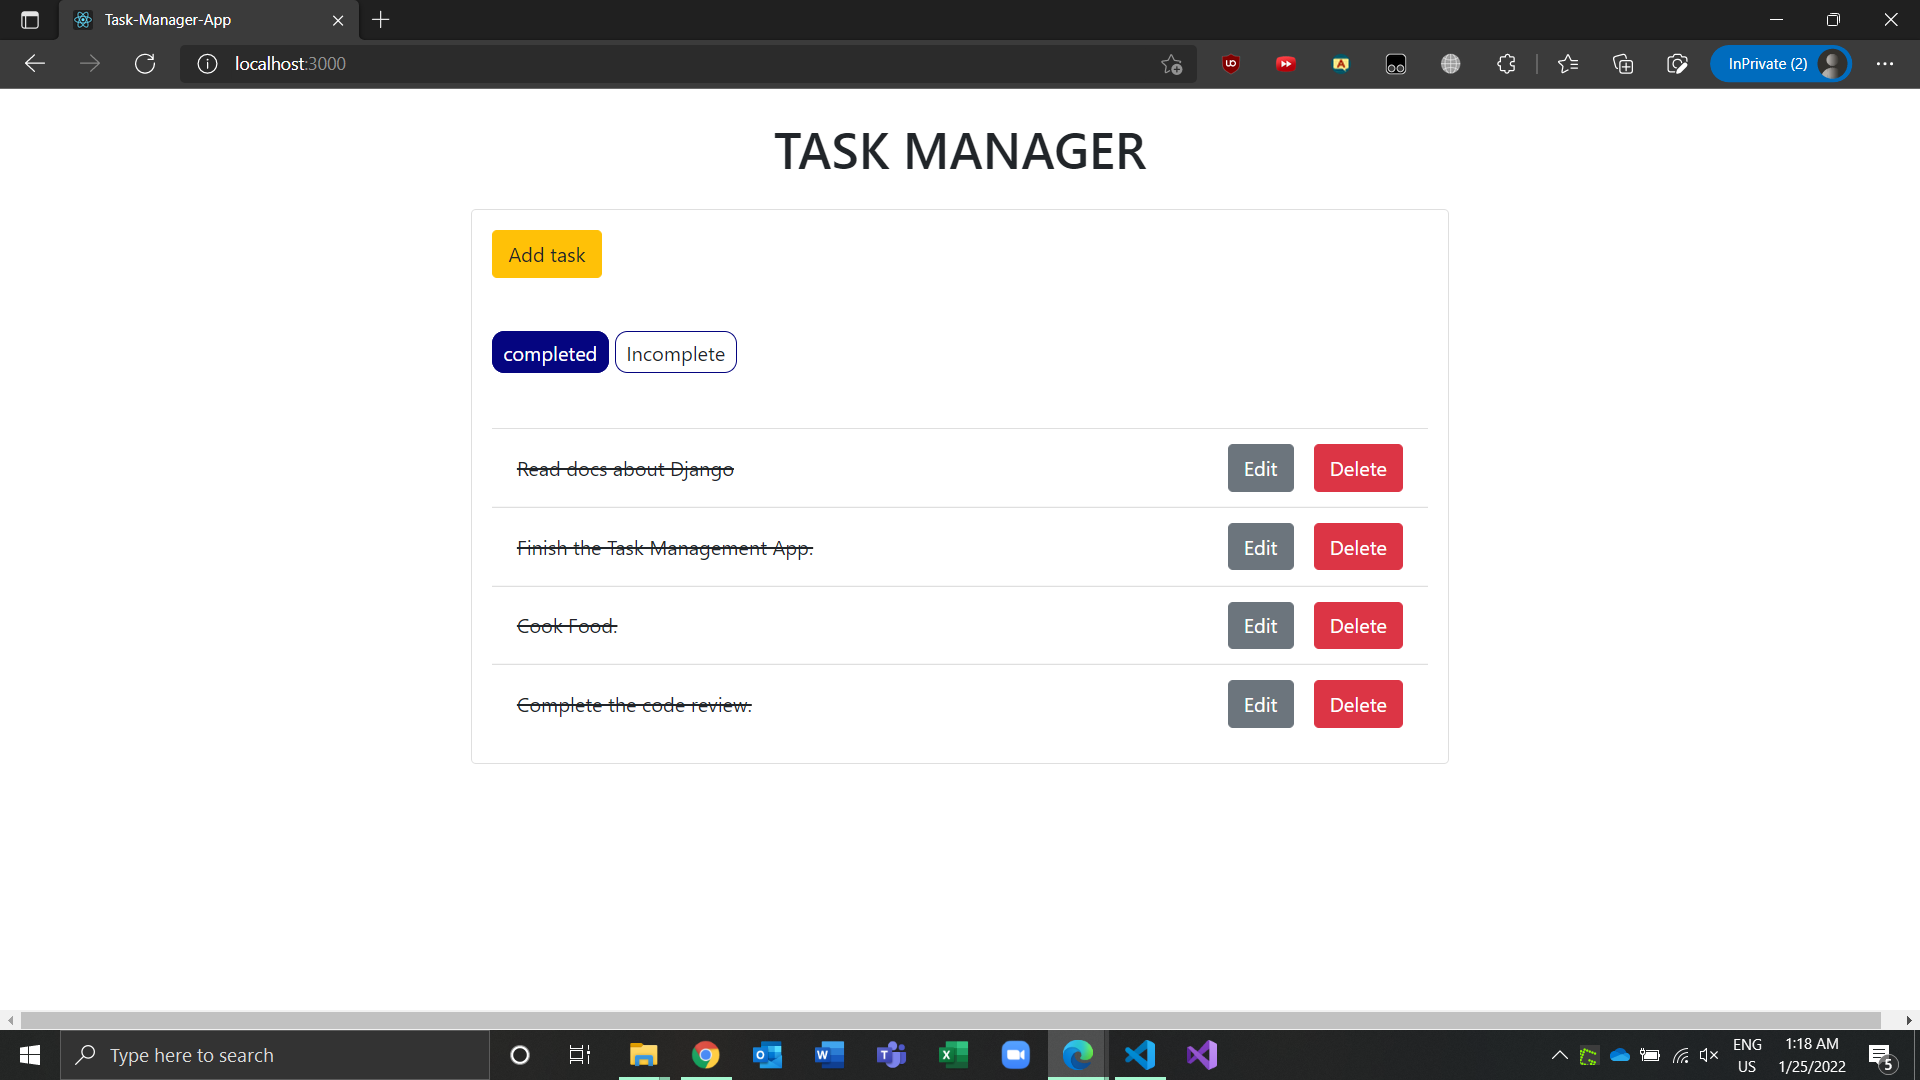 Task-Manager-App
localhost:3000
InPrivate (2)
TASK MANAGER
Add task
completed Incomplete
Read docs about Django Edit Delete
Finish the Task Management App. Edit Delete
Cook Food. Edit Delete
Complete the code review. Edit Delete
Type here to search
ENG
US
1:18 AM
1/25/2022
5